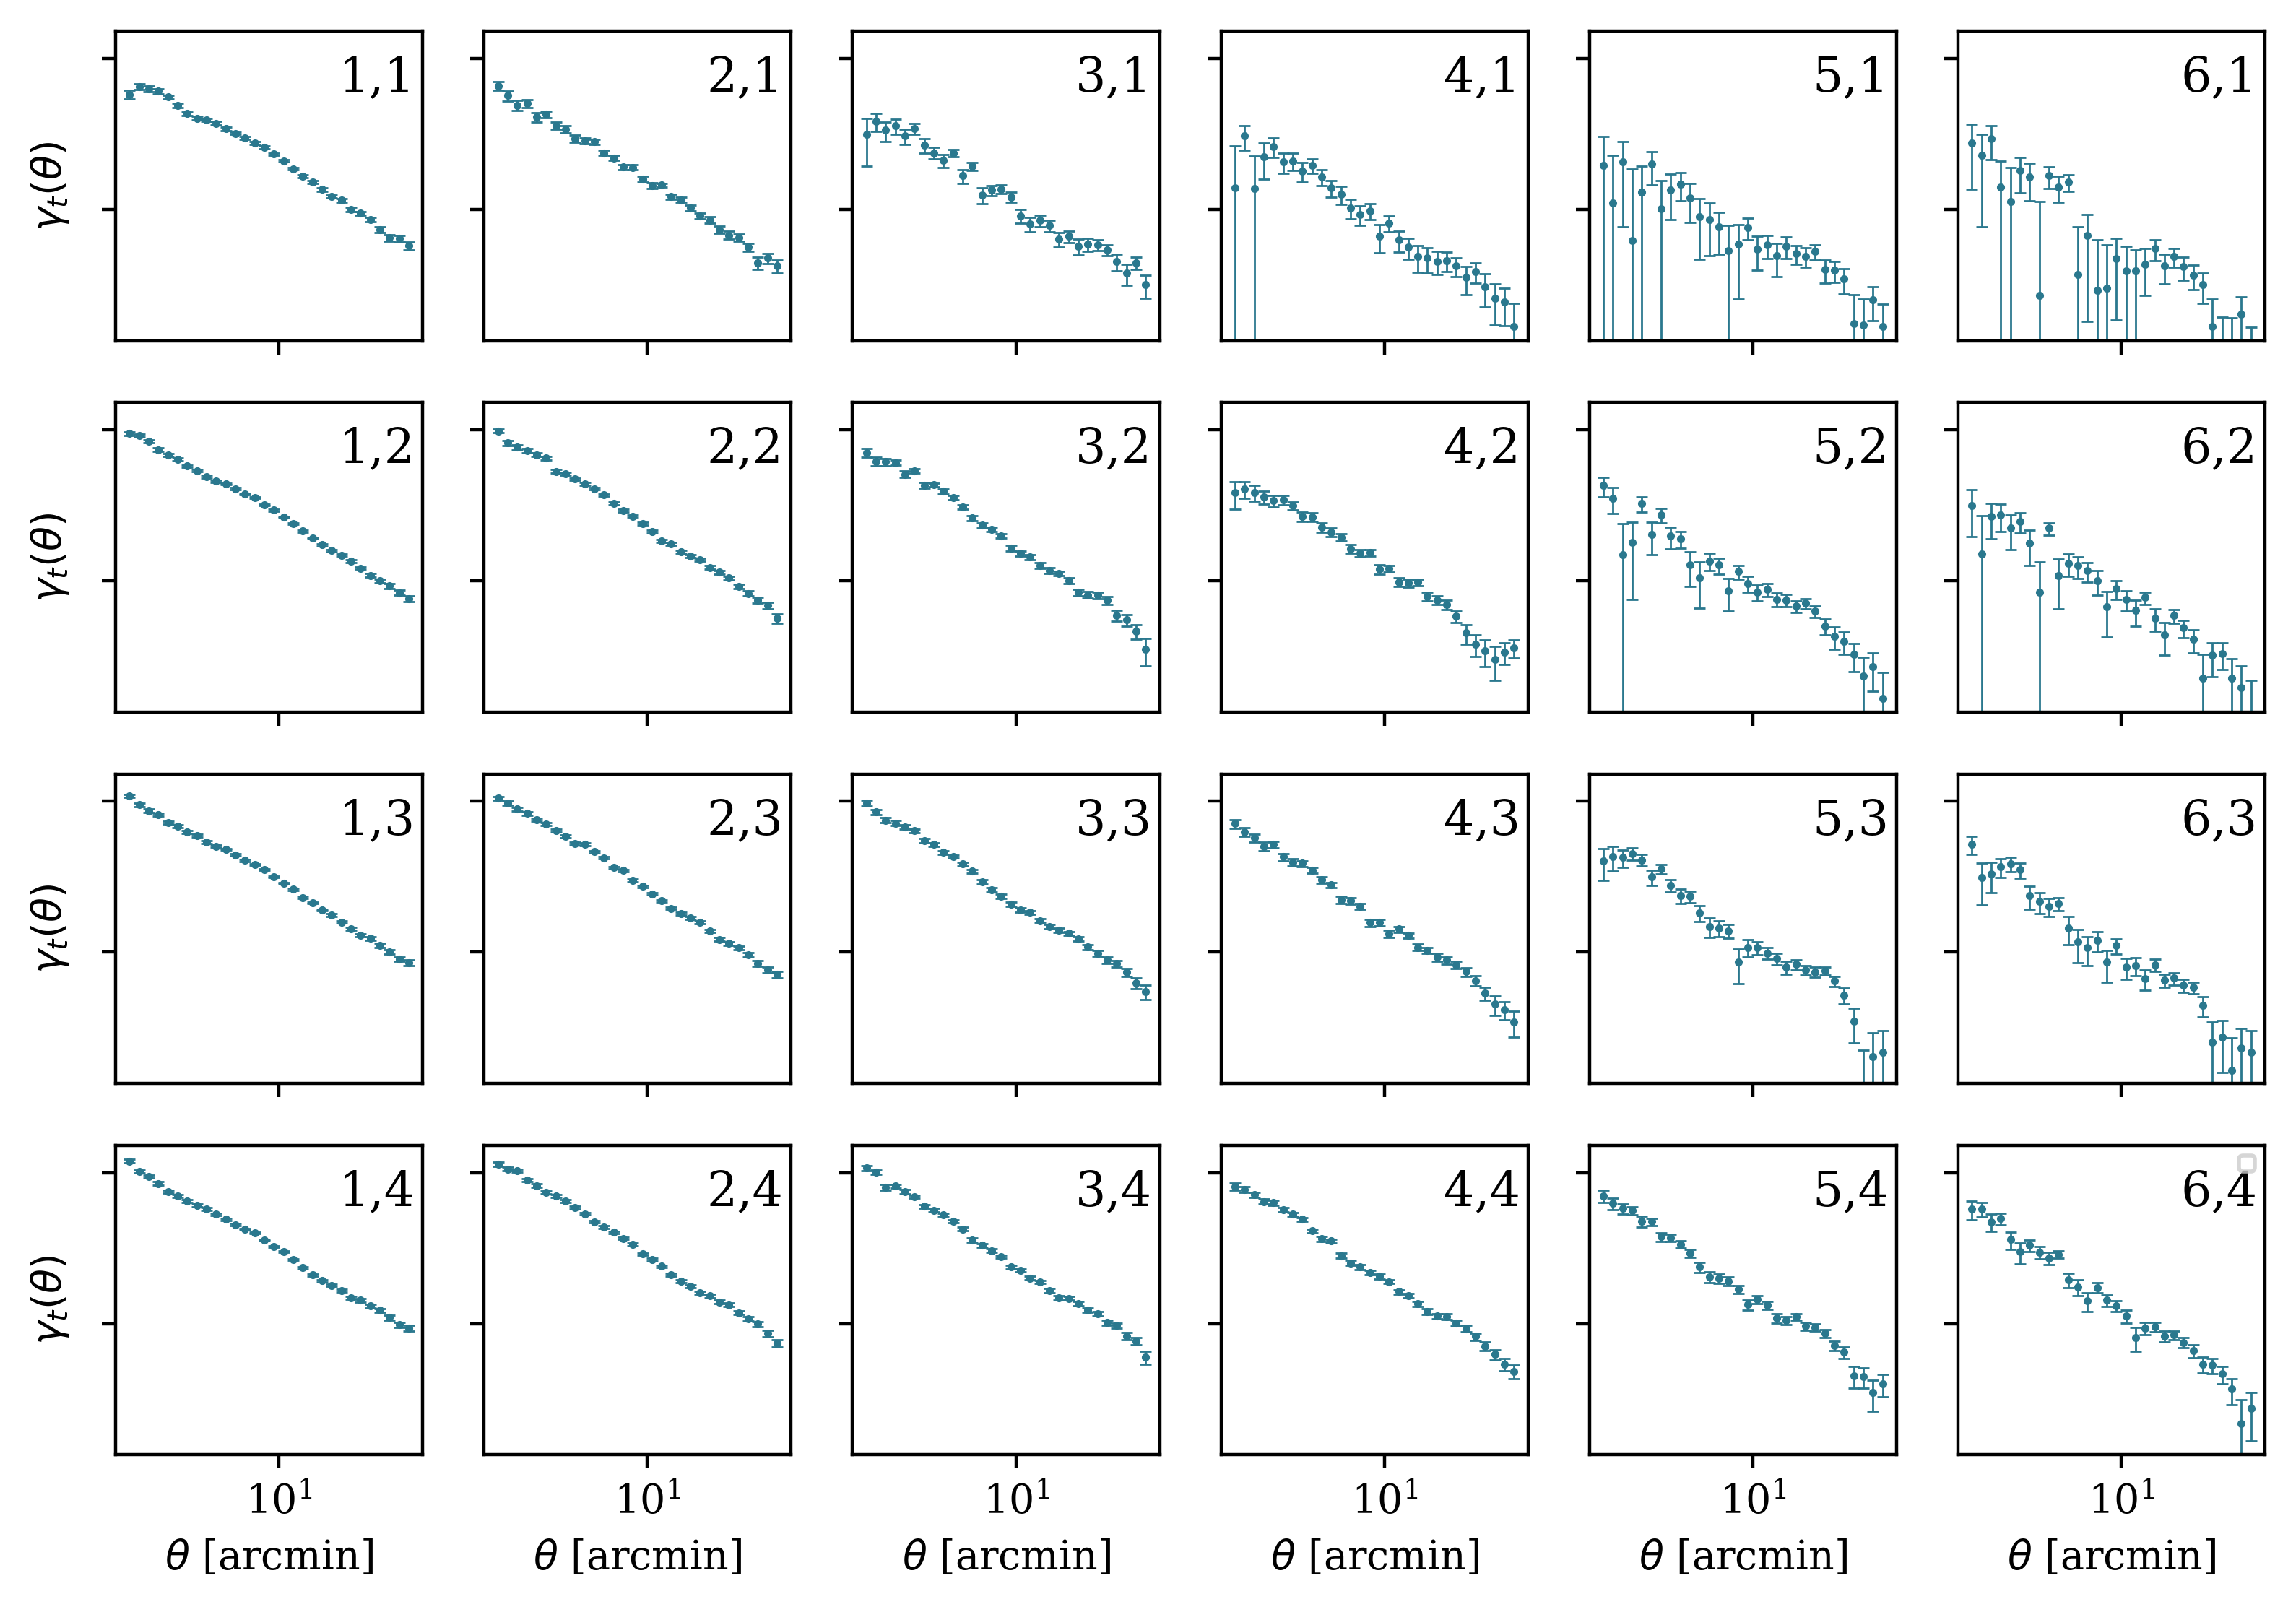 1,1 2,1 3,1 4,1 5,1 6,1
γt(θ)
1,2 2,2 3,2 4,2 5,2 6,2
γt(θ)
1,3 2,3 3,3 4,3 5,3 6,3
γt(θ)
1,4 2,4 3,4 4,4 5,4 6,4
γt(θ)
10¹ 10¹ 10¹ 10¹ 10¹ 10¹
θ [arcmin] θ [arcmin] θ [arcmin] θ [arcmin] θ [arcmin] θ [arcmin]